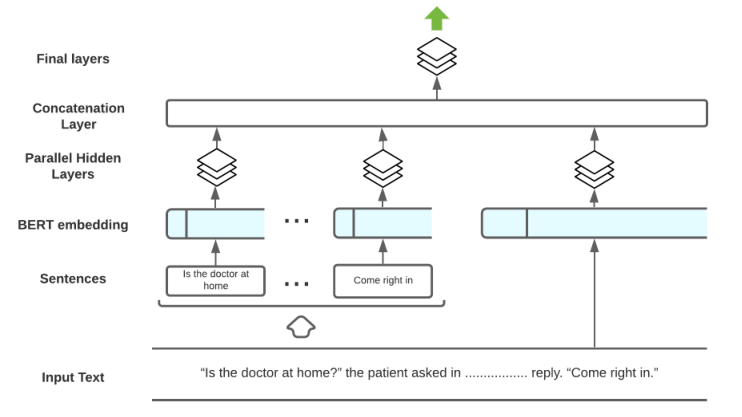 Final layers
Concatenation
Layer
Parallel Hidden
Layers
BERT embedding
...
Sentences
Is the doctor at
home
...
Come right in
Input Text
“Is the doctor at home?” the patient asked in ................. reply. “Come right in.”